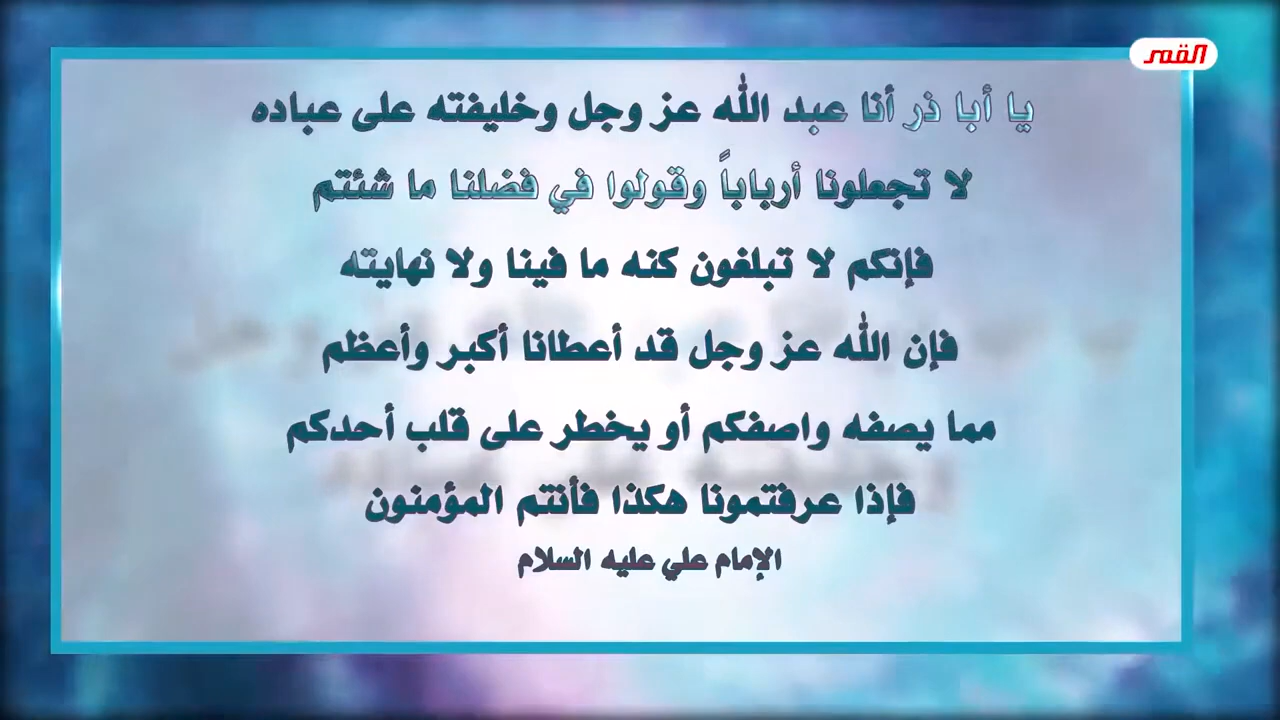 القمر
يا أبا ذر أنا عبد الله عز وجل وخليفته على عباده
لا تجعلونا أرباباً وقولوا في فضلنا ما شئتم
فإنكم لا تبلغون كنه ما فينا ولا نهايته
فإن الله عز وجل قد أعطانا أكبر وأعظم
مما يصفه واصفكم أو يخطر على قلب أحدكم
فإذا عرفتمونا هكذا فأنتم المؤمنون
الإمام علي عليه السلام